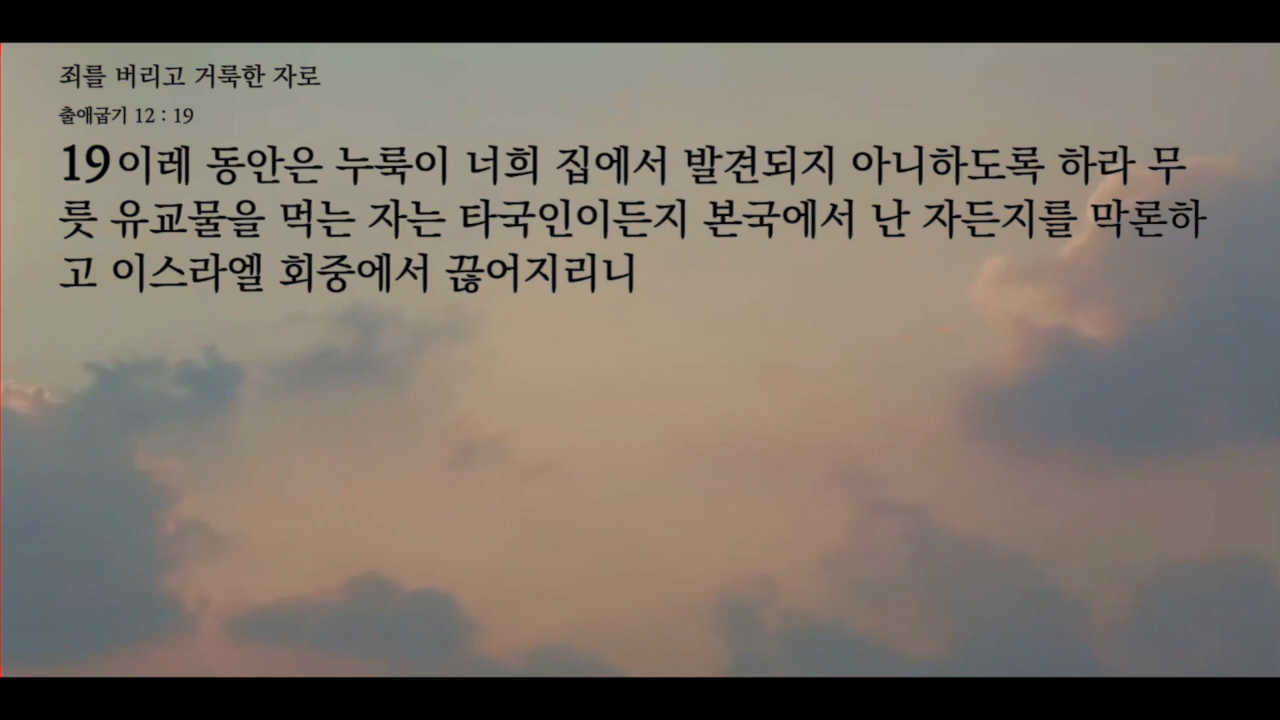 죄를 버리고 거룩한 자로
출애굽기 12 : 19
19 이레 동안은 누룩이 너희 집에서 발견되지 아니하도록 하라 무
릇 유교물을 먹는 자는 타국인이든지 본국에서 난 자든지를 막론하
고 이스라엘 회중에서 끊어지리니